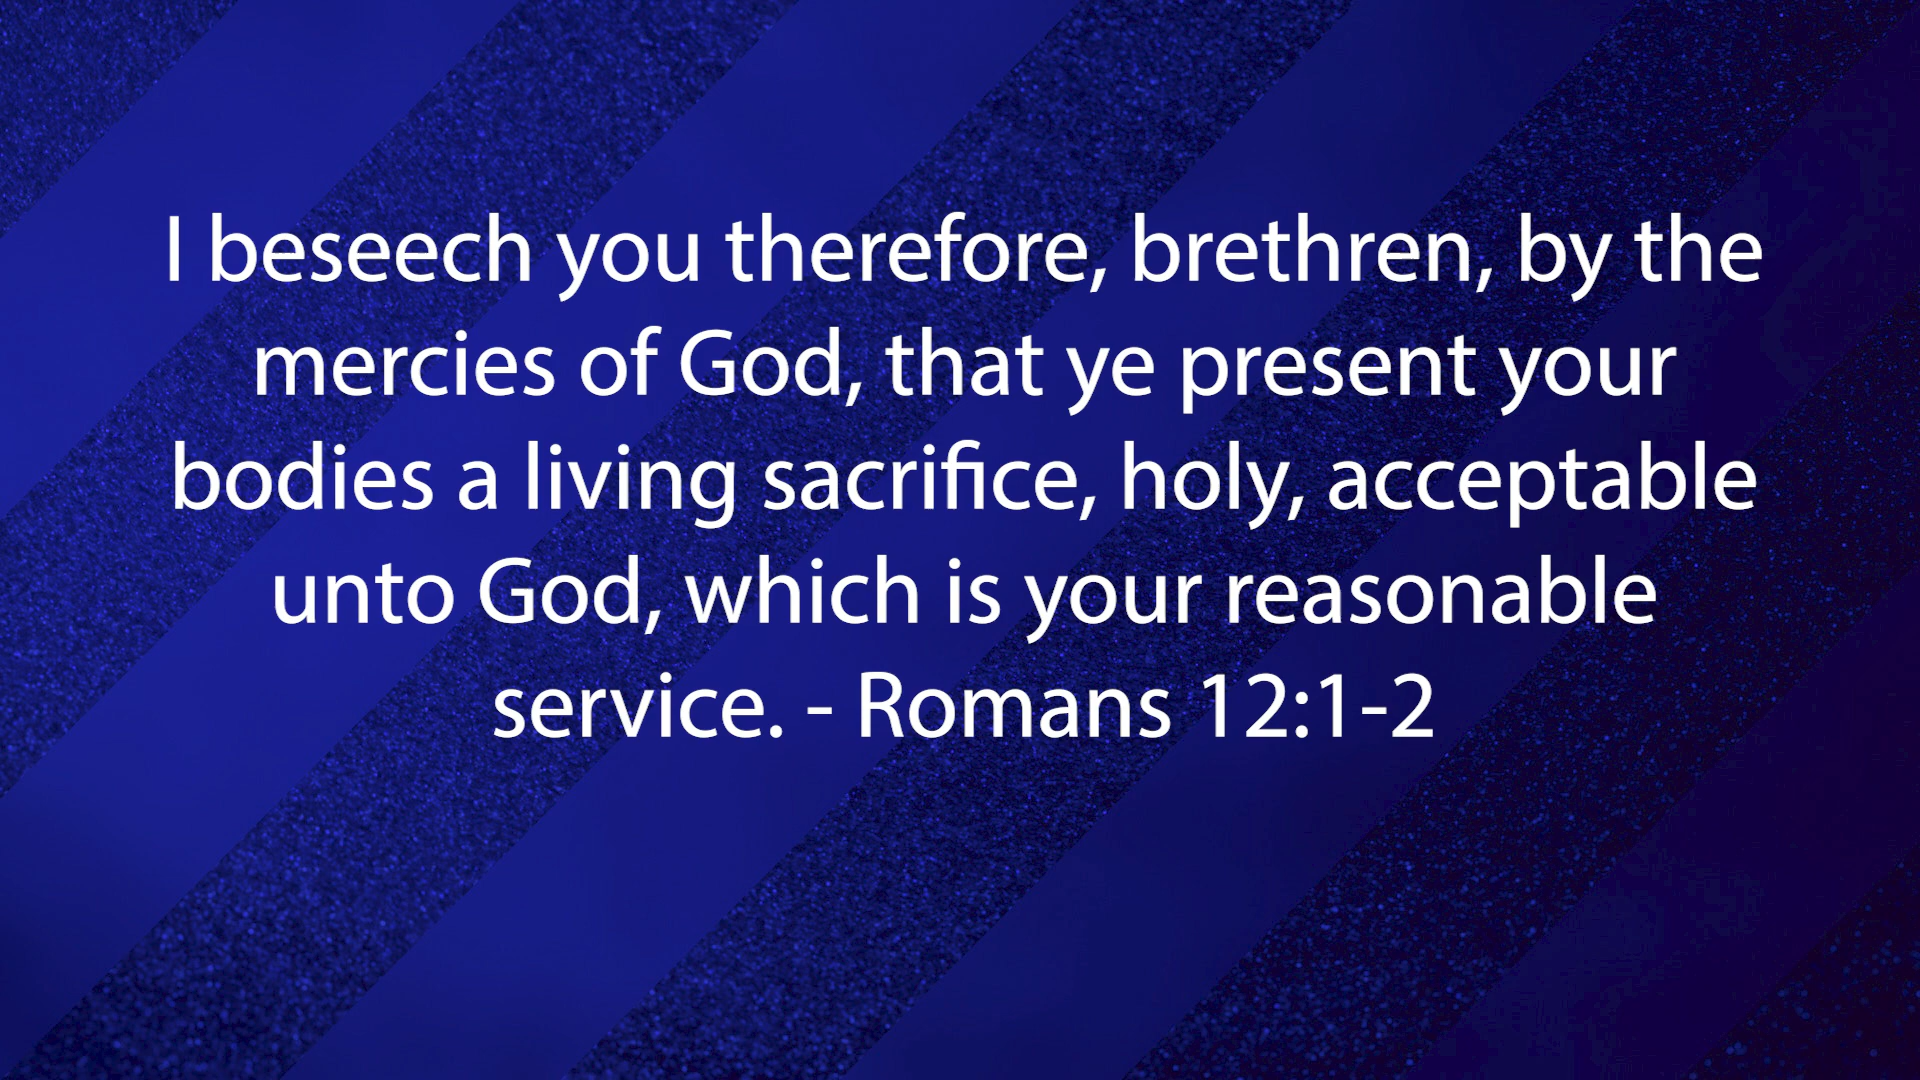 I beseech you therefore, brethren, by the
mercies of God, that ye present your
bodies a living sacrifice, holy, acceptable
unto God, which is your reasonable
service. - Romans 12:1-2